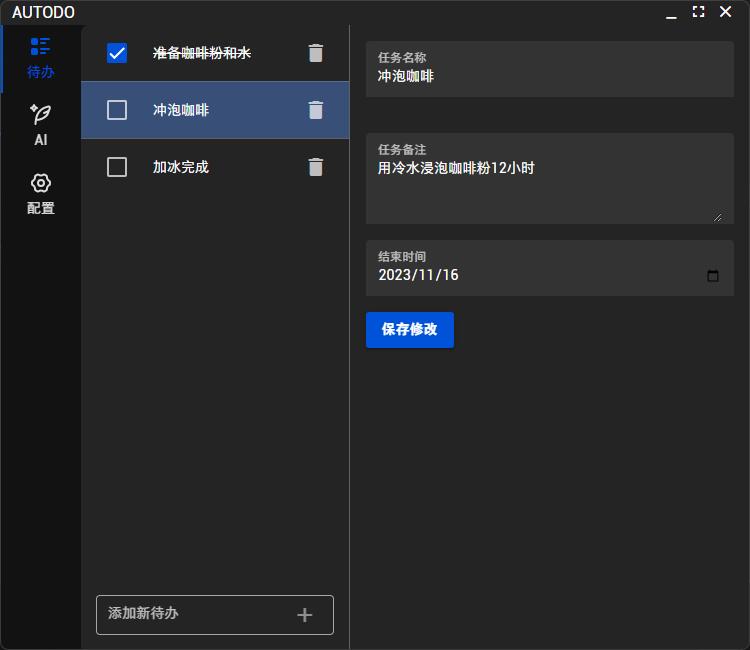 AUTODO
待办
AI
配置
准备咖啡粉和水
冲泡咖啡
加冰完成
添加新待办
任务名称
冲泡咖啡
任务备注
用冷水浸泡咖啡粉12小时
结束时间
2023/11/16
保存修改